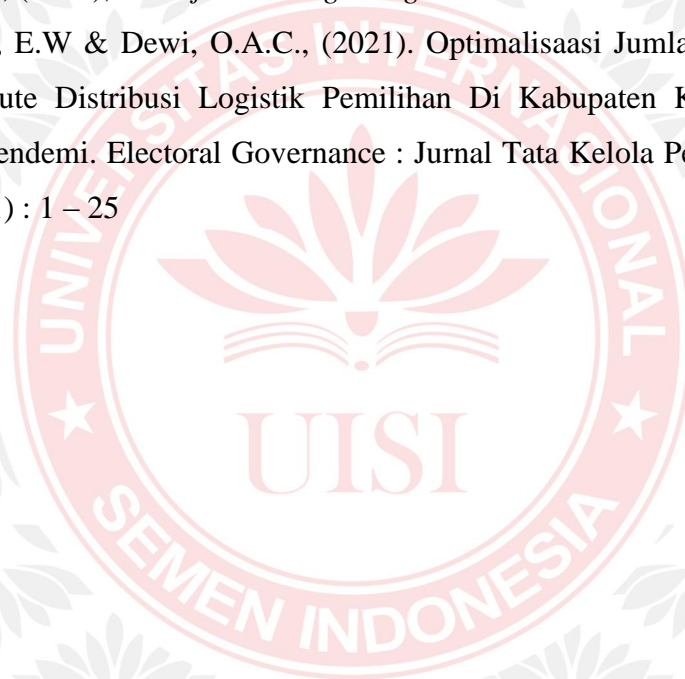 , E.W & Dewi, O.A.C., (2021). Optimalisaasi Jumla
ute Distribusi Logistik Pemilihan Di Kabupaten K
endemi. Electoral Governance : Jurnal Tata Kelola Pe
) : 1 – 25
UNIVERSITAS INTERNASIONAL
UISI
SEMEN INDONESIA